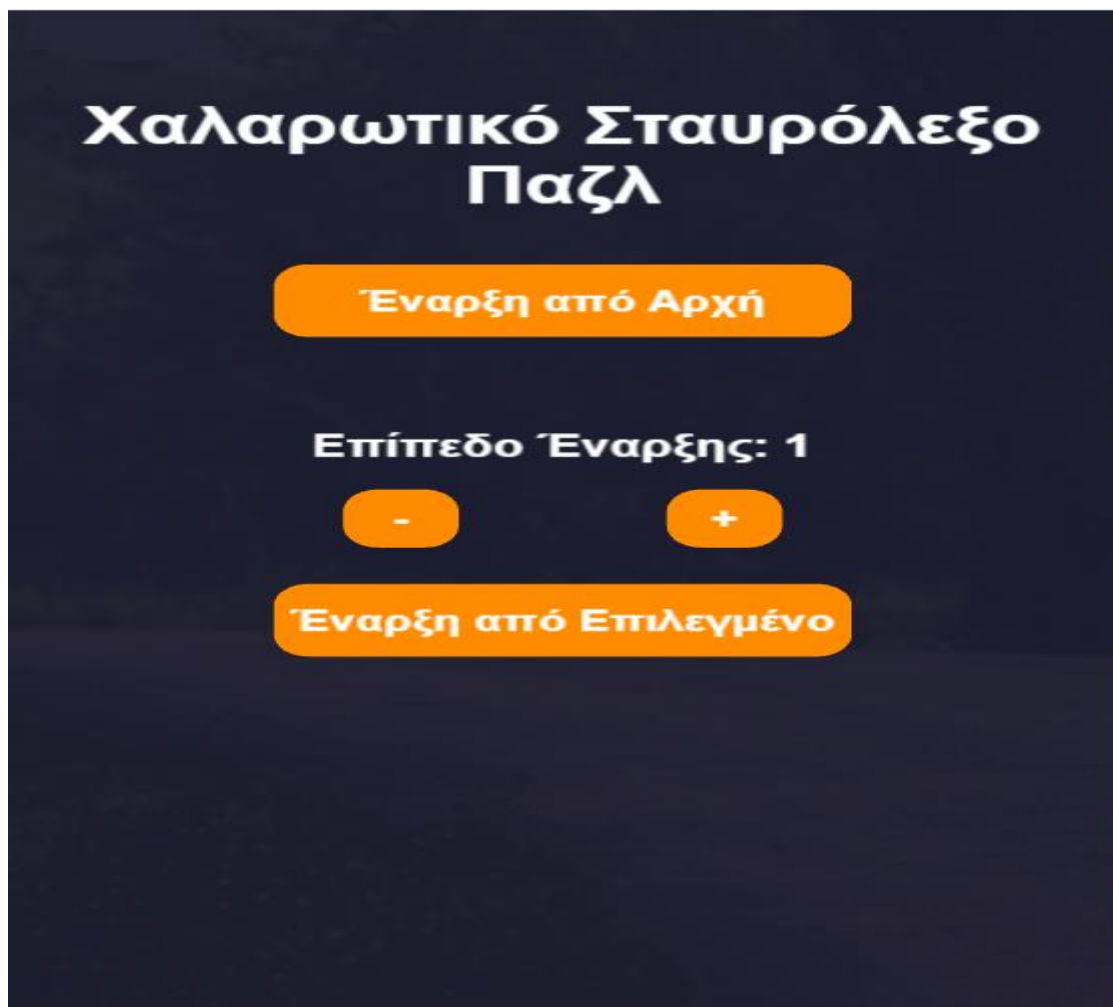 Χαλαρωτικό Σταυρόλεξο
Παζλ
Έναρξη από Αρχή
Επίπεδο Έναρξης: 1
- +
Έναρξη από Επιλεγμένο